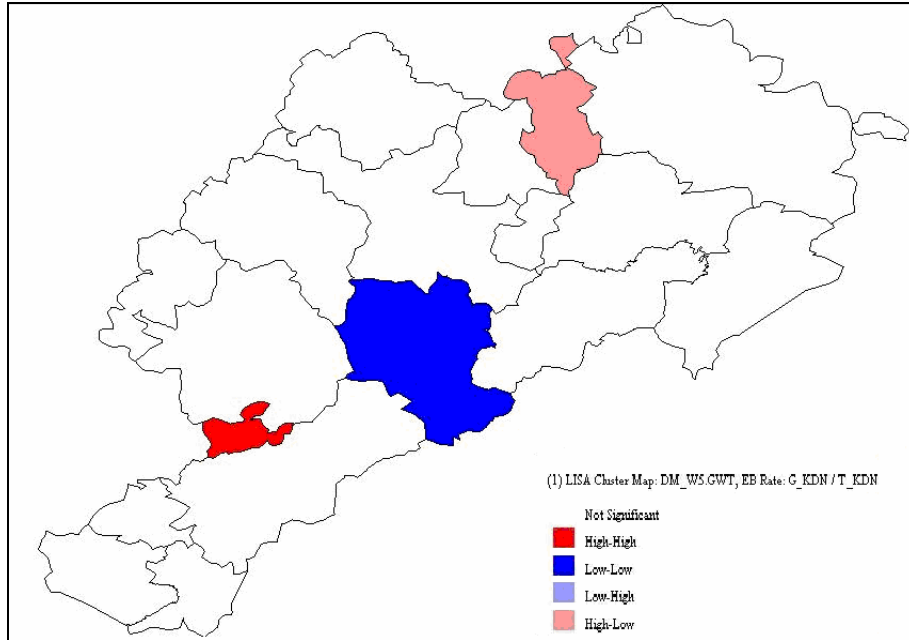 (1) LISA Cluster Map: DM_W5.GWT, EB Rate: G_KDN / T_KDN
Not Significant
High-High
Low-Low
Low-High
High-Low